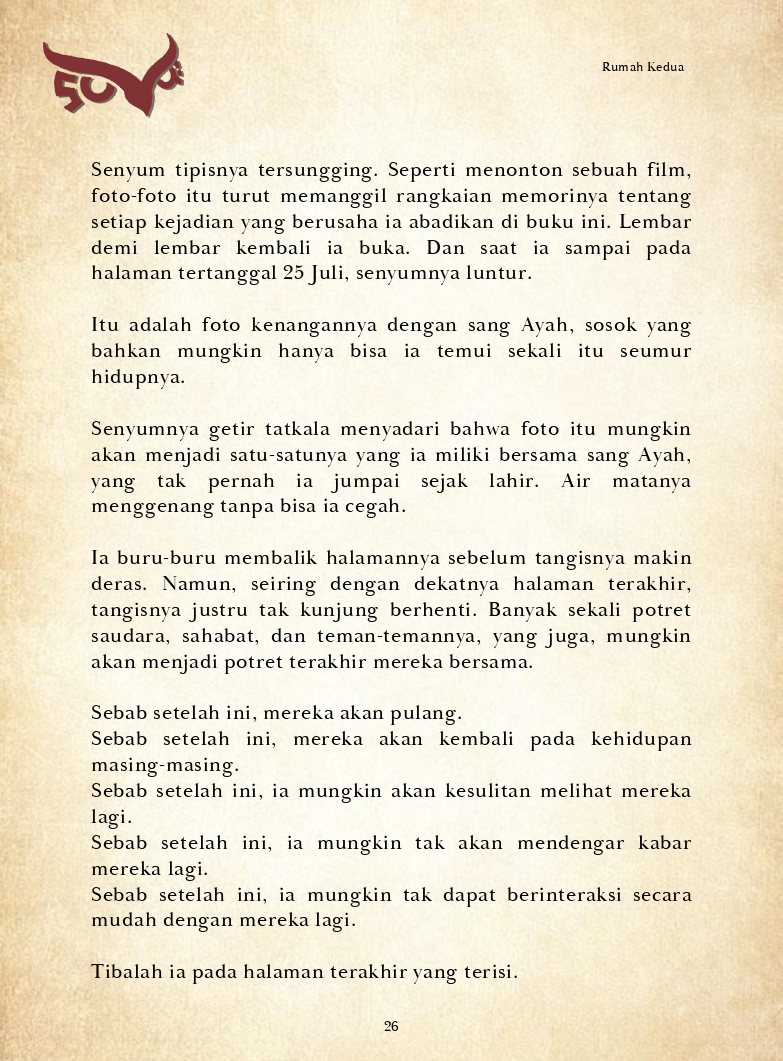 Rumah Kedua
Senyum tipisnya tersungging. Seperti menonton sebuah film,
foto-foto itu turut memanggil rangkaian memorinya tentang
setiap kejadian yang berusaha ia abadikan di buku ini. Lembar
demi lembar kembali ia buka. Dan saat ia sampai pada
halaman tertanggal 25 Juli, senyumnya luntur.
Itu adalah foto kenangannya dengan sang Ayah, sosok yang
bahkan mungkin hanya bisa ia temui sekali itu seumur
hidupnya.
Senyumnya getir tatkala menyadari bahwa foto itu mungkin
akan menjadi satu-satunya yang ia miliki bersama sang Ayah,
yang tak pernah ia jumpai sejak lahir. Air matanya
menggenang tanpa bisa ia cegah.
Ia buru-buru membalik halamannya sebelum tangisnya makin
deras. Namun, seiring dengan dekatnya halaman terakhir,
tangisnya justru tak kunjung berhenti. Banyak sekali potret
saudara, sahabat, dan teman-temannya, yang juga, mungkin
akan menjadi potret terakhir mereka bersama.
Sebab setelah ini, mereka akan pulang.
Sebab setelah ini, mereka akan kembali pada kehidupan
masing-masing.
Sebab setelah ini, ia mungkin akan kesulitan melihat mereka
lagi.
Sebab setelah ini, ia mungkin tak akan mendengar kabar
mereka lagi.
Sebab setelah ini, ia mungkin tak dapat berinteraksi secara
mudah dengan mereka lagi.
Tibalah ia pada halaman terakhir yang terisi.
26